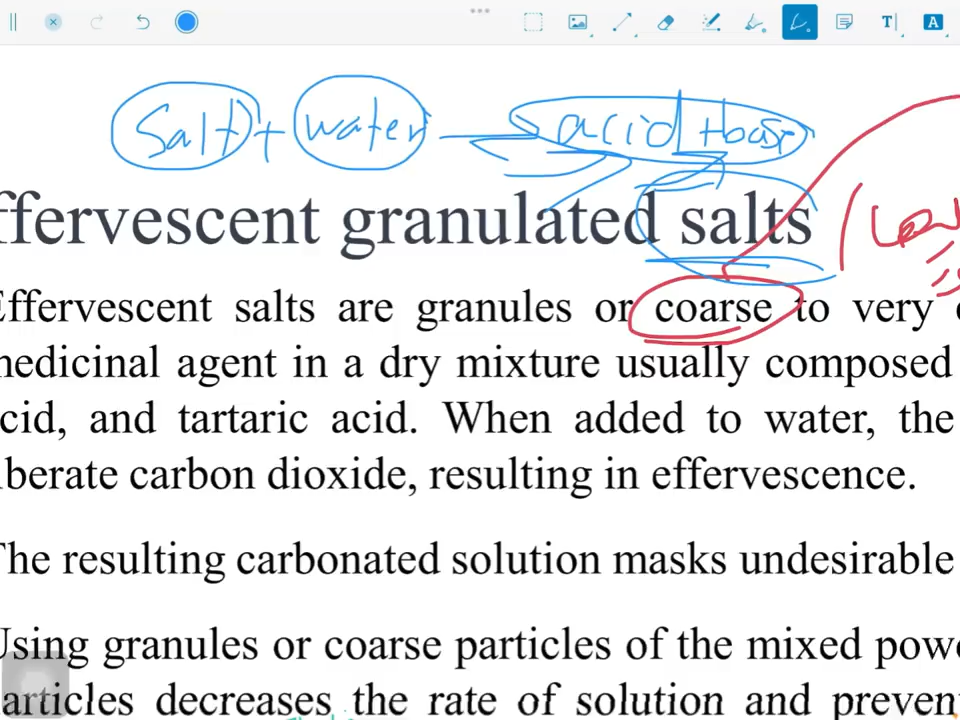 Salt + water → acid + base
ffervescent granulated salts
Effervescent salts are granules or coarse to very
medicinal agent in a dry mixture usually composed
cid, and tartaric acid. When added to water, the
iberate carbon dioxide, resulting in effervescence.
The resulting carbonated solution masks undesirable
Using granules or coarse particles of the mixed pow
articles decreases the rate of solution and preven